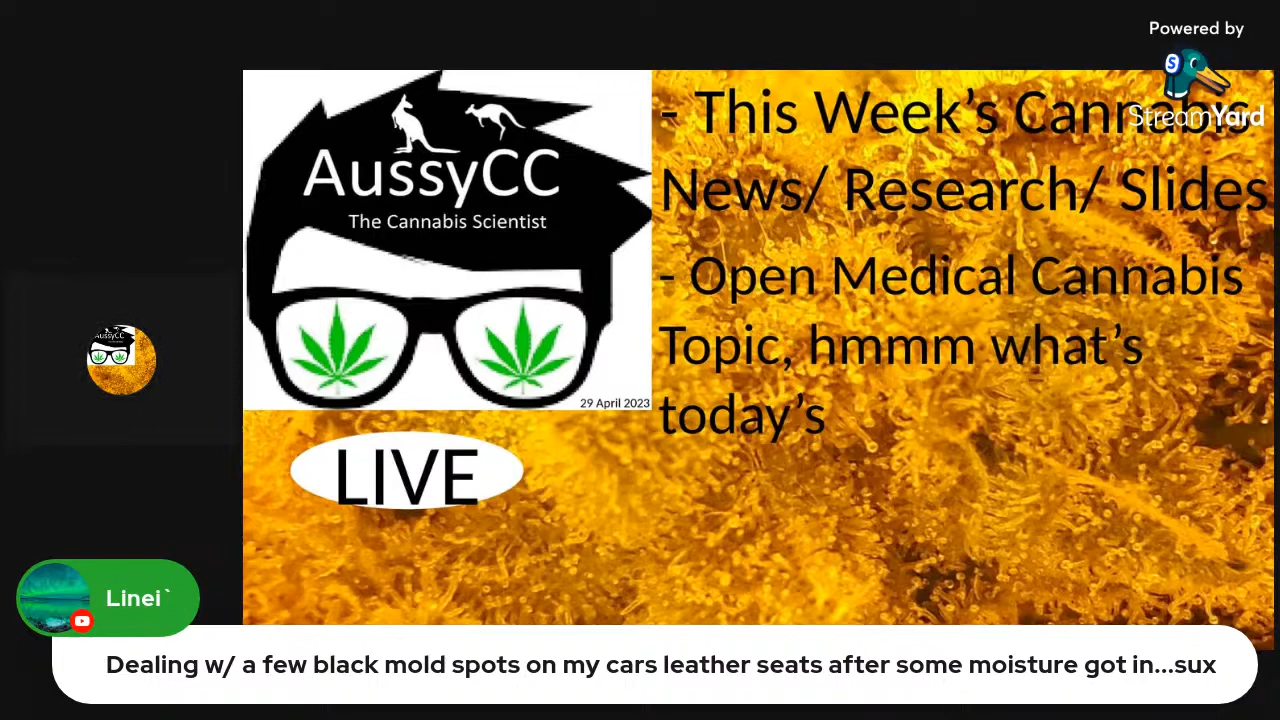 Powered by
StreamYard
AussyCC
The Cannabis Scientist
29 April 2023
- This Week’s Cannabis
News/ Research/ Slides
- Open Medical Cannabis
Topic, hmmm what’s
today’s
LIVE
AussyCC
Linei`
Dealing w/ a few black mold spots on my cars leather seats after some moisture got in...sux